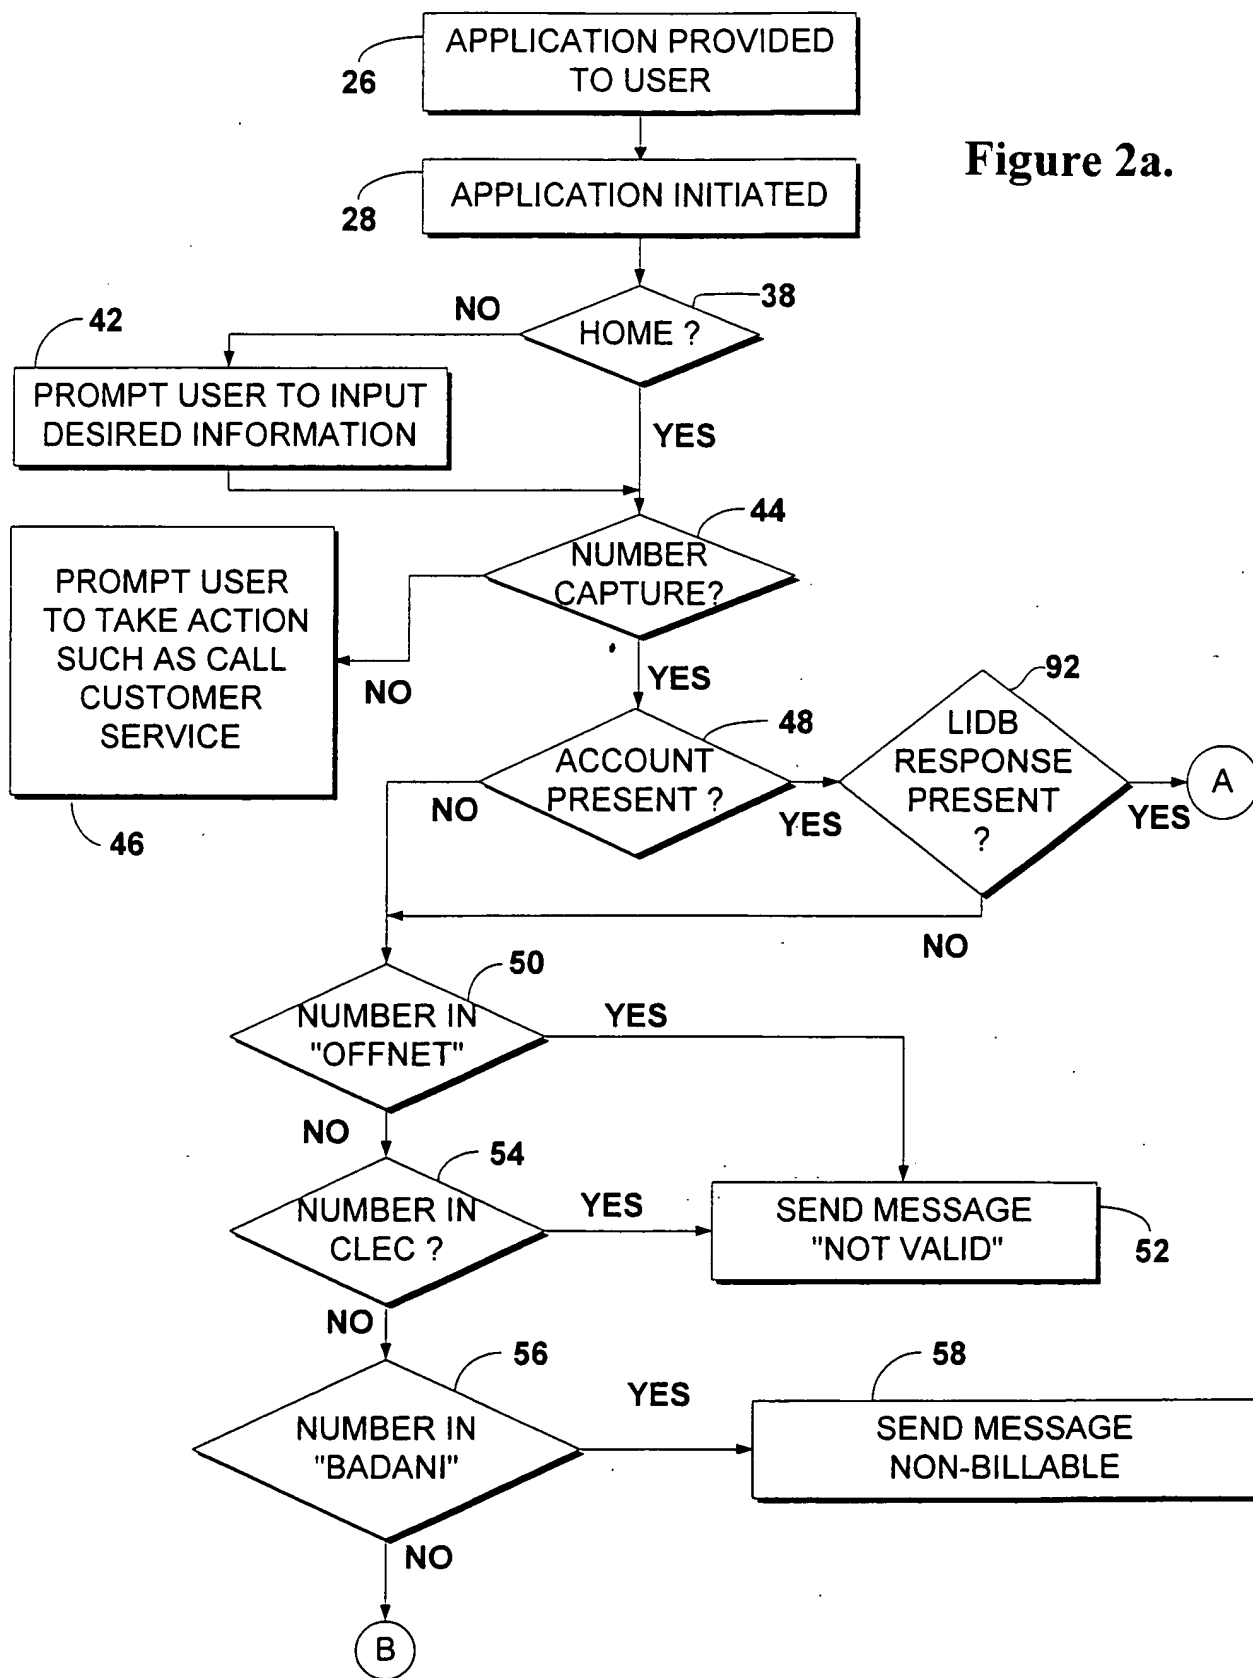 APPLICATION PROVIDED
TO USER
26
Figure 2a.
APPLICATION INITIATED
28
38
NO
HOME ?
42
PROMPT USER TO INPUT
DESIRED INFORMATION
YES
44
NUMBER
CAPTURE?
PROMPT USER
TO TAKE ACTION
SUCH AS CALL
CUSTOMER
SERVICE
NO
46
YES
48
ACCOUNT
PRESENT ?
NO
YES
92
LIDB
RESPONSE
PRESENT
?
YES
A
NO
50
NUMBER IN
"OFFNET"
YES
NO
54
NUMBER IN
CLEC ?
YES
SEND MESSAGE
"NOT VALID"
52
NO
56
NUMBER IN
"BADANI"
YES
58
SEND MESSAGE
NON-BILLABLE
NO
B